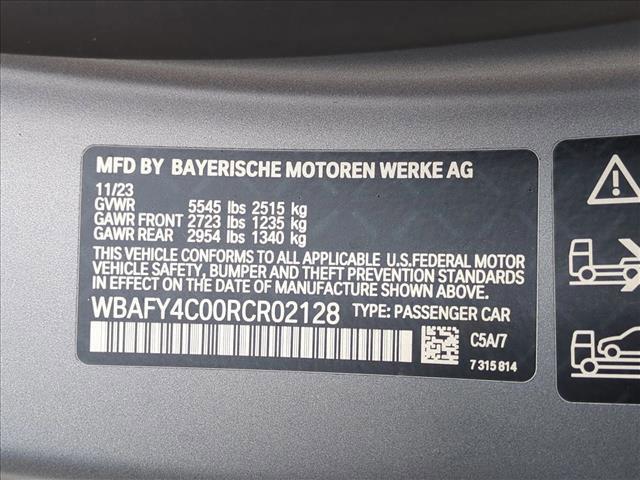 MFD BY BAYERISCHE MOTOREN WERKE AG
11/23
GVWR 5545 lbs 2515 kg
GAWR FRONT 2723 lbs 1235 kg
GAWR REAR 2954 lbs 1340 kg
THIS VEHICLE CONFORMS TO ALL APPLICABLE U.S.FEDERAL MOTOR
VEHICLE SAFETY, BUMPER AND THEFT PREVENTION STANDARDS
IN EFFECT ON THE DATE OF MANUFACTURE SHOWN ABOVE.
WBAFY4C00RCR02128 TYPE: PASSENGER CAR
C5A/7
7 315 814